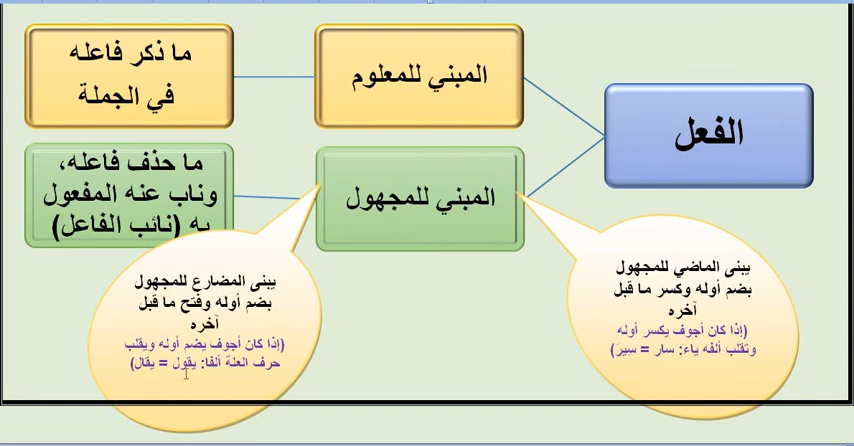 الفعل
المبني للمعلوم
ما ذكر فاعله
في الجملة
المبني للمجهول
ما حذف فاعله،
وناب عنه المفعول
به (نائب الفاعل)
يبنى الماضي للمجهول
بضم أوله وكسر ما قبل
آخره
(إذا كان أجوف يكسر أوله
وتقلب ألفه ياء: سار = سيرَ)
يبنى المضارع للمجهول
بضم أوله وفتح ما قبل
آخره
(إذا كان أجوف يضم أوله ويقلب
حرف العلة ألفا: يقول = يقال)